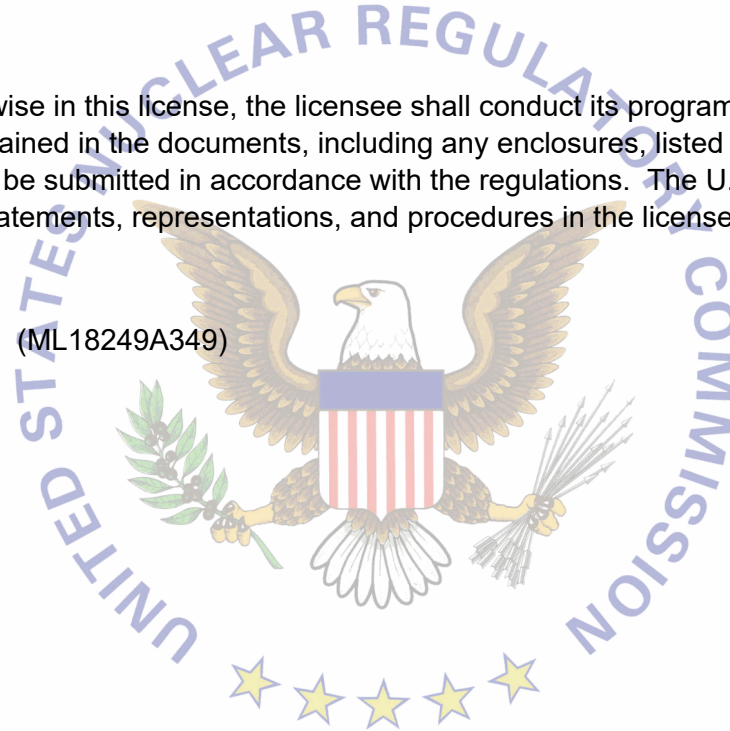 UNITED STATES NUCLEAR REGULATORY COMMISSION
wise in this license, the licensee shall conduct its program
ained in the documents, including any enclosures, listed
be submitted in accordance with the regulations. The U.
atements, representations, and procedures in the license
(ML18249A349)